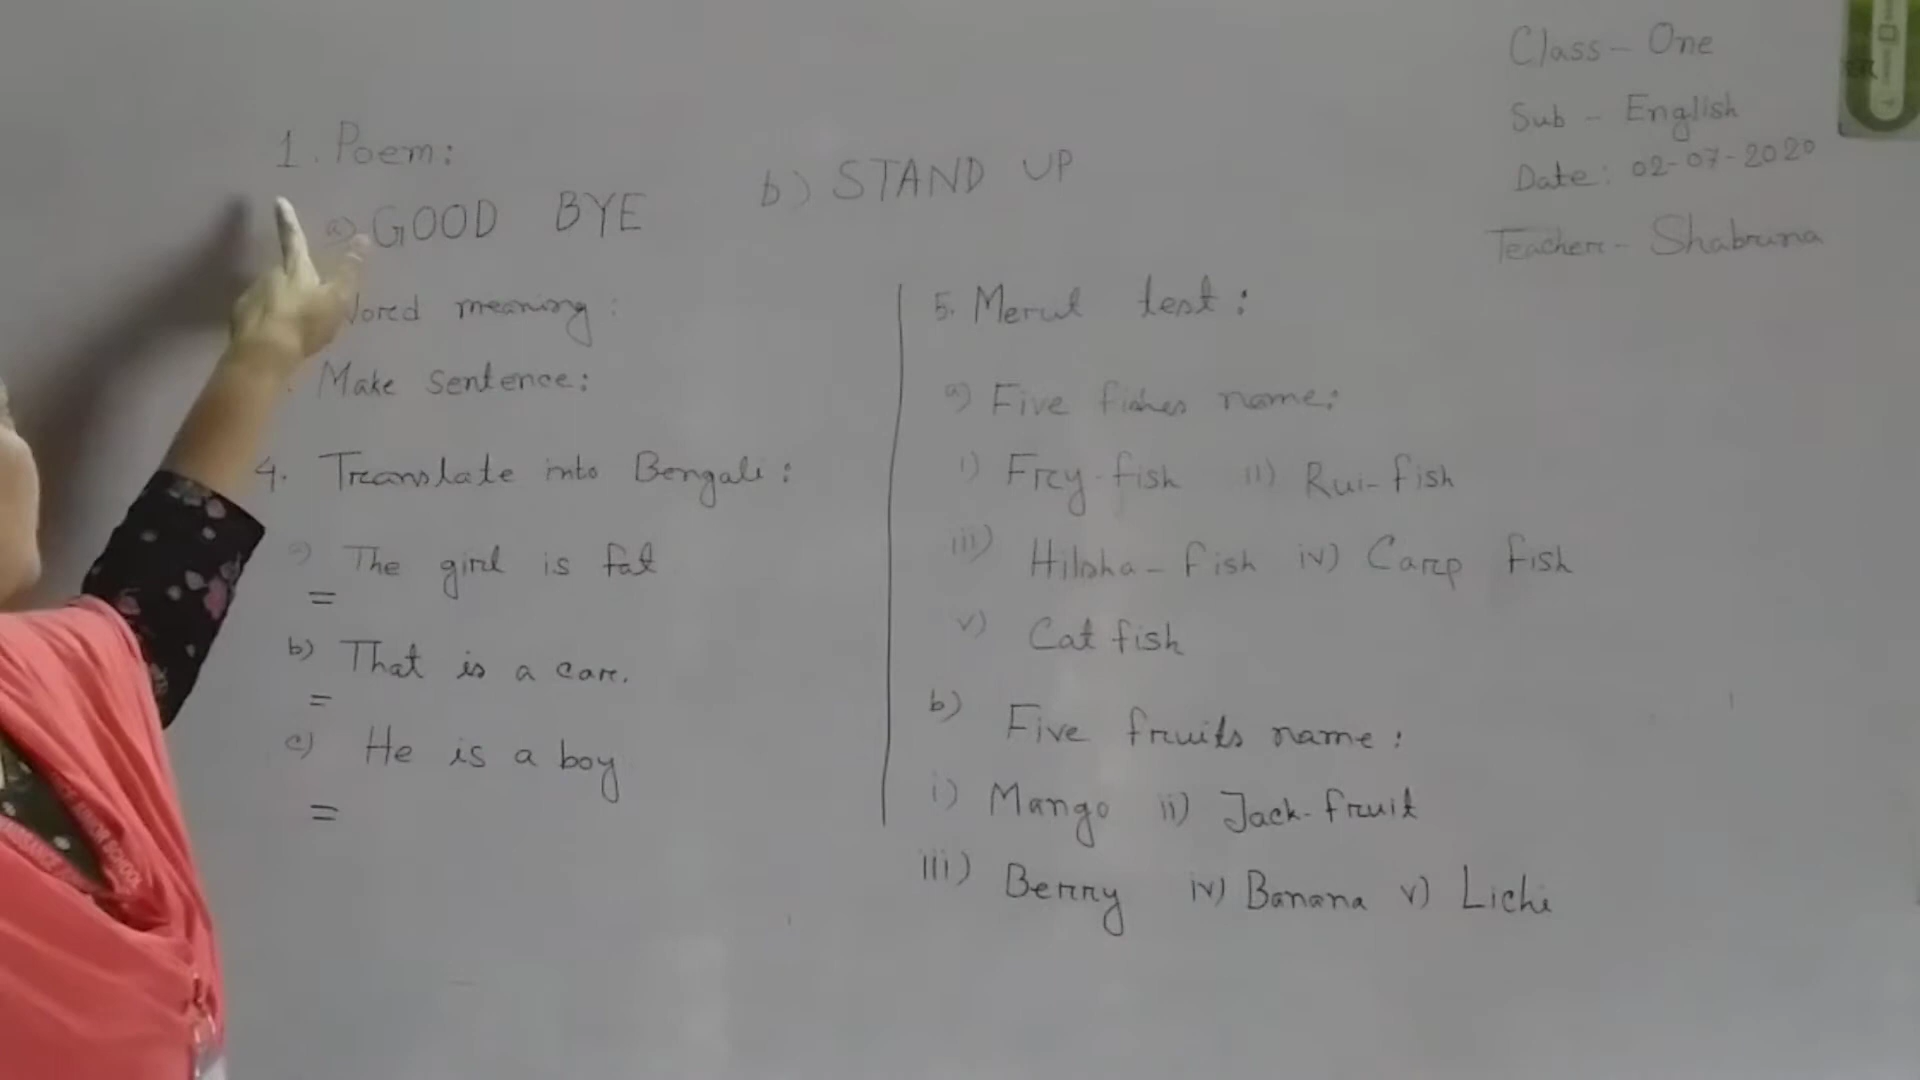 Class - One
Sub - English
Date: 02-07-2020
Teacher - Shabruna
1. Poem:
a) GOOD BYE b) STAND UP
Word meaning:
Make sentence:
4. Translate into Bengali:
a) The girl is fat
=
b) That is a car.
=
c) He is a boy
=
5. Merut test:
a) Five fishes name:
i) Fry-fish ii) Rui-fish
iii) Hilsha-fish iv) Carp fish
v) Cat fish
b) Five fruits name:
i) Mango ii) Jack-fruit
iii) Berry iv) Banana v) Lichi